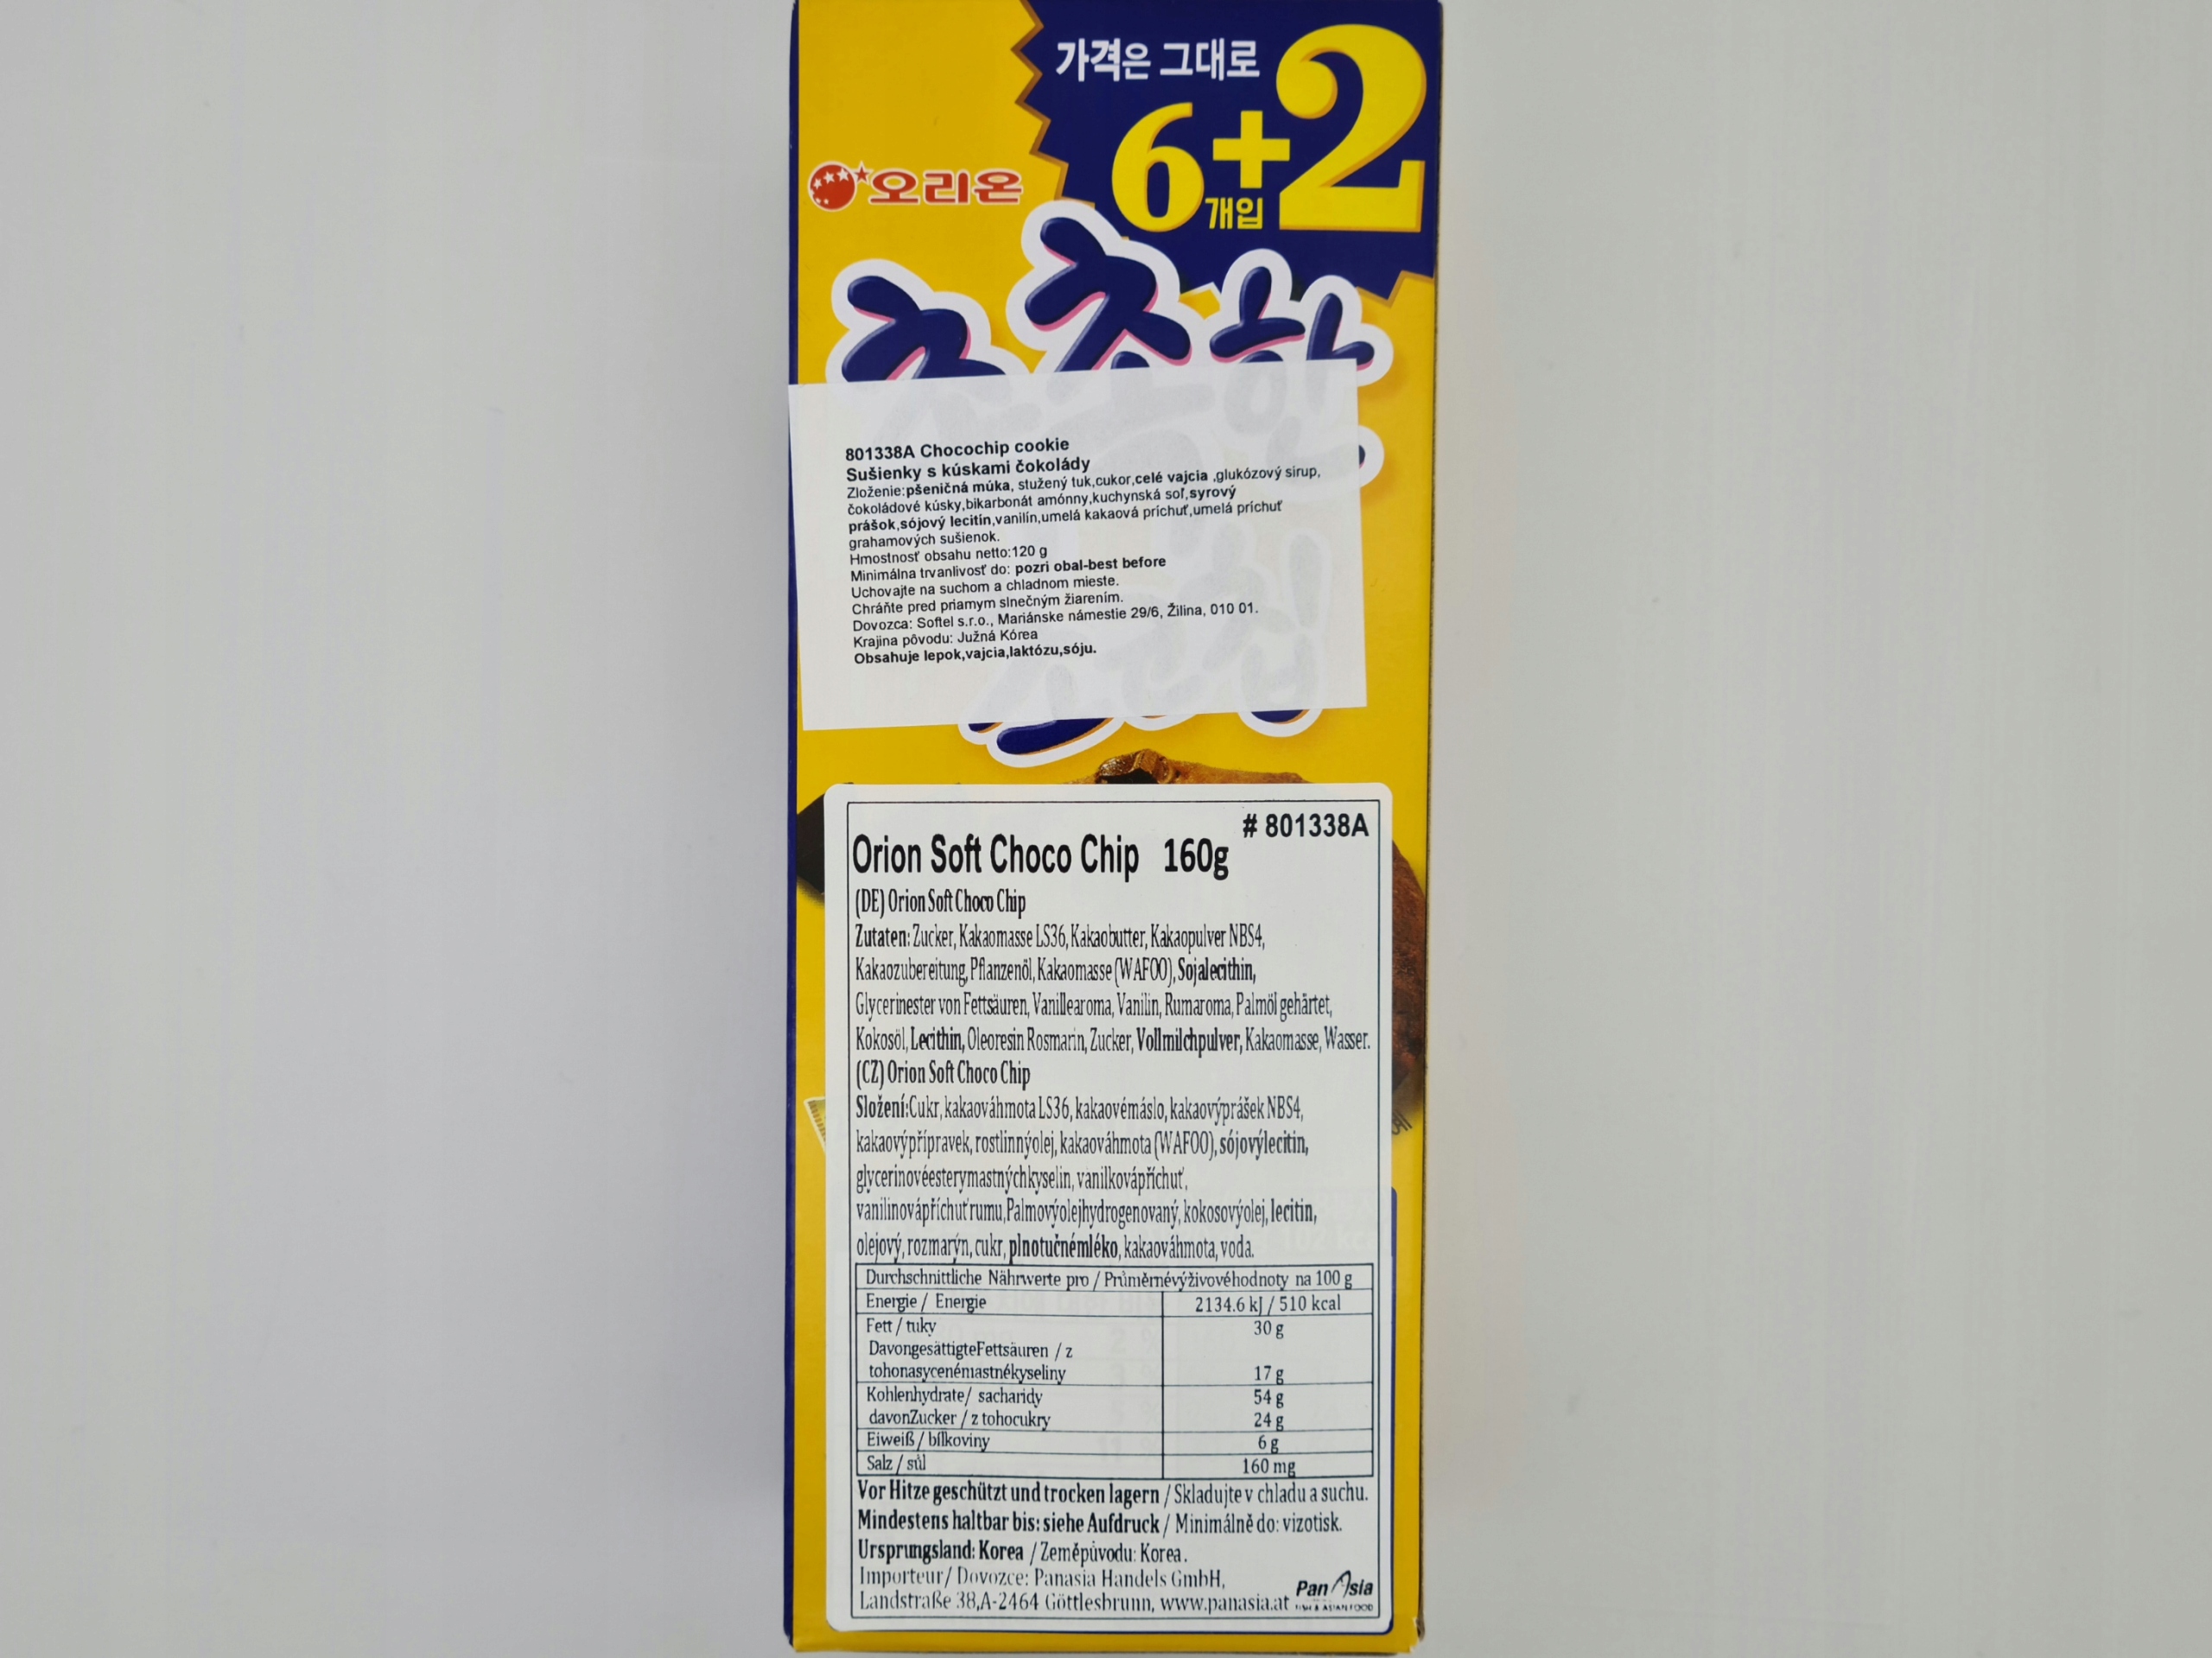 가격은 그대로
6+2
개입
오리온
촉촉한
801338A Chocochip cookie
Sušienky s kúskami čokolády
Zloženie:pšeničná múka, stužený tuk,cukor,celé vajcia ,glukózový sirup,
čokoládové kúsky,bikarbonát amónny,kuchynská soľ,syrový
prášok,sójový lecitín,vanilín,umelá kakaová príchuť,umelá príchuť
grahamových sušienok.
Hmostnosť obsahu netto:120 g
Minimálna trvanlivosť do: pozri obal-best before
Uchovajte na suchom a chladnom mieste.
Chráňte pred priamym slnečným žiarením.
Dovozca: Softel s.r.o., Mariánske námestie 29/6, Žilina, 010 01.
Krajina pôvodu: Južná Kórea
Obsahuje lepok,vajcia,laktózu,sóju.
# 801338A
Orion Soft Choco Chip 160g
(DE) Orion Soft Choco Chip
Zutaten: Zucker, Kakaomasse LS36, Kakaobutter, Kakaopulver NBS4,
Kakaozubereitung, Pflanzenöl, Kakaomasse (WAFOO), Sojalecithin,
Glycerinester von Fettsäuren, Vanillearoma, Vanilin, Rumaroma, Palmöl gehärtet,
Kokosöl, Lecithin, Oleoresin Rosmarin, Zucker, Vollmilchpulver, Kakaomasse, Wasser.
(CZ) Orion Soft Choco Chip
Složení:Cukr, kakaováhmota LS36, kakaovémáslo, kakaovýprášek NBS4,
kakaovýpřípravek, rostlinnýolej, kakaováhmota (WAFOO), sójovýlecitin,
glycerinovéesterymastnýchkyselin, vanilkovápříchuť,
vanilinovápříchuťrumu,Palmovýolejhydrogenovaný, kokosovýolej, lecitin,
olejový, rozmarýn, cukr, plnotučnémléko, kakaováhmota, voda.
Durchschnittliche Nährwerte pro / Průměrnévýživovéhodnoty na 100 g
Energie / Energie 2134.6 kJ / 510 kcal
Fett / tuky 30 g
DavongesättigteFettsäuren / z
tohonasycenémastnékyseliny 17 g
Kohlenhydrate/ sacharidy 54 g
davonZucker / z tohocukry 24 g
Eiweiß / bílkoviny 6 g
Salz / sůl 160 mg
Vor Hitze geschützt und trocken lagern / Skladujte v chladu a suchu.
Mindestens haltbar bis: siehe Aufdruck / Minimálně do: vizotisk.
Ursprungsland: Korea / Zeměpůvodu: Korea.
Importeur/ Dovozce: Panasia Handels GmbH,
Landstraße 38,A-2464 Göttlesbrunn, www.panasia.at
Pan Asia
FISH & ASIAN FOOD